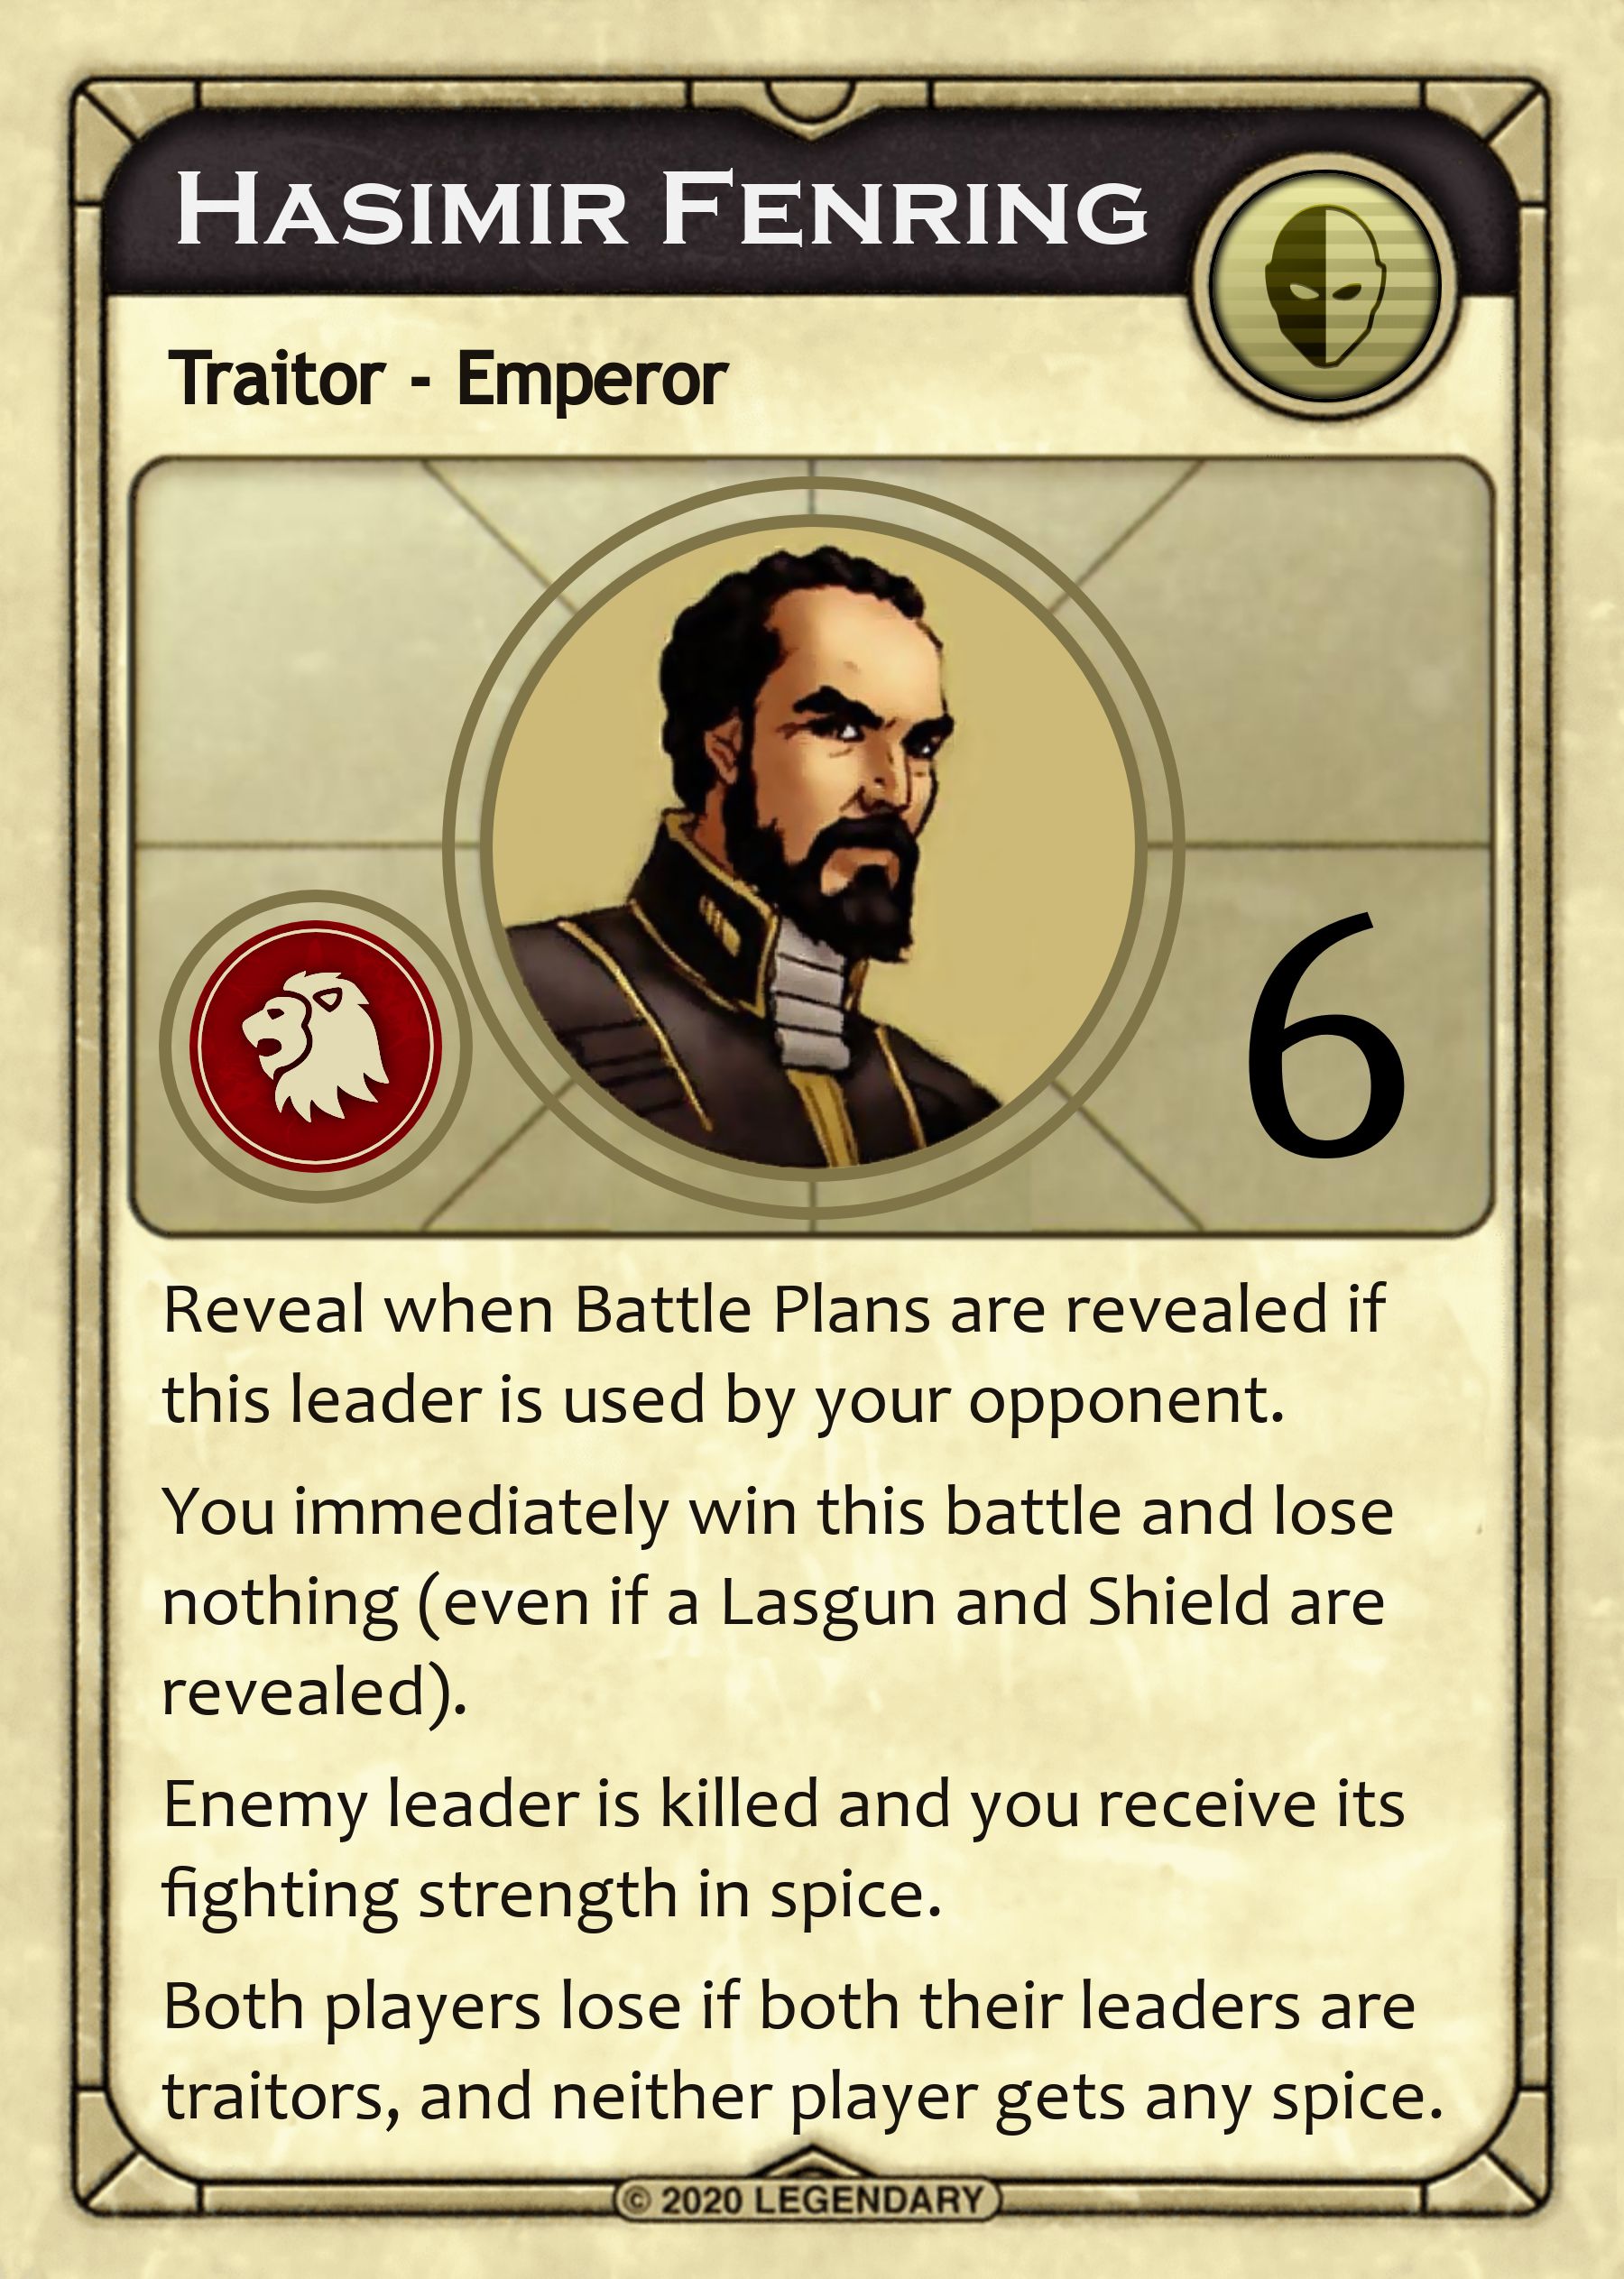 HASIMIR FENRING
Traitor - Emperor
6
Reveal when Battle Plans are revealed if
this leader is used by your opponent.
You immediately win this battle and lose
nothing (even if a Lasgun and Shield are
revealed).
Enemy leader is killed and you receive its
fighting strength in spice.
Both players lose if both their leaders are
traitors, and neither player gets any spice.
© 2020 LEGENDARY